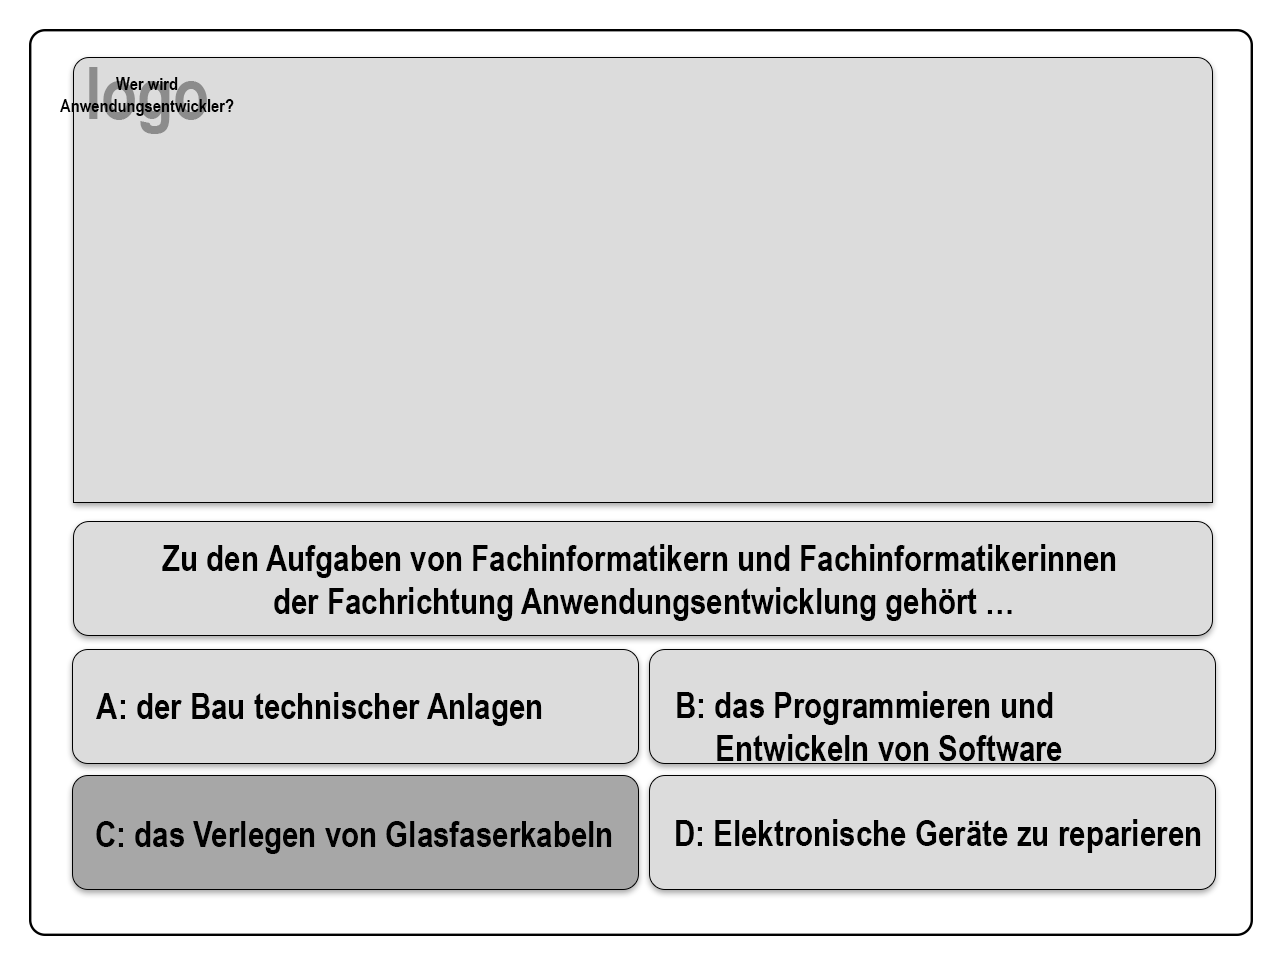 logo
Wer wird
Anwendungsentwickler?
Zu den Aufgaben von Fachinformatikern und Fachinformatikerinnen
der Fachrichtung Anwendungsentwicklung gehört …
A: der Bau technischer Anlagen
B: das Programmieren und
Entwickeln von Software
C: das Verlegen von Glasfaserkabeln
D: Elektronische Geräte zu reparieren